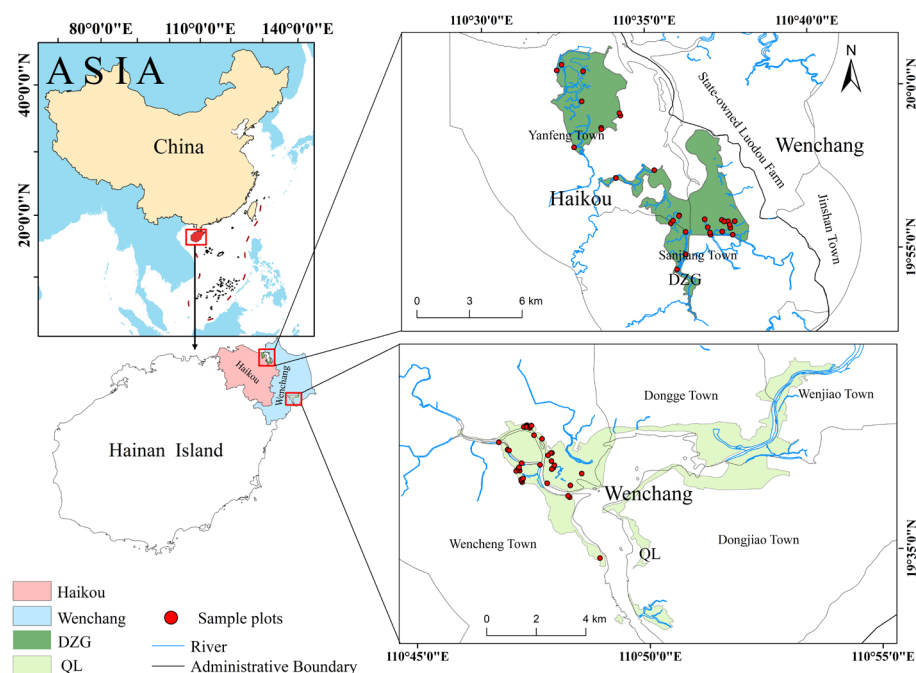 80°0'0"E 110°0'0"E 140°0'0"E
40°0'0"N
20°0'0"N
ASIA
China
110°30'0"E 110°35'0"E 110°40'0"E
20°0'0"N
19°55'0"N
N
State-owned Luodou Farm
Yanfeng Town
Wenchang
Haikou
Jinshan Town
Sanjiang Town
DZG
0 3 6 km
Haikou
Wenchang
Hainan Island
Dongge Town
Wenjiao Town
Wenchang
Wencheng Town
Dongjiao Town
QL
0 2 4 km
19°35'0"N
110°45'0"E 110°50'0"E 110°55'0"E
Haikou
Wenchang
DZG
QL
Sample plots
River
Administrative Boundary